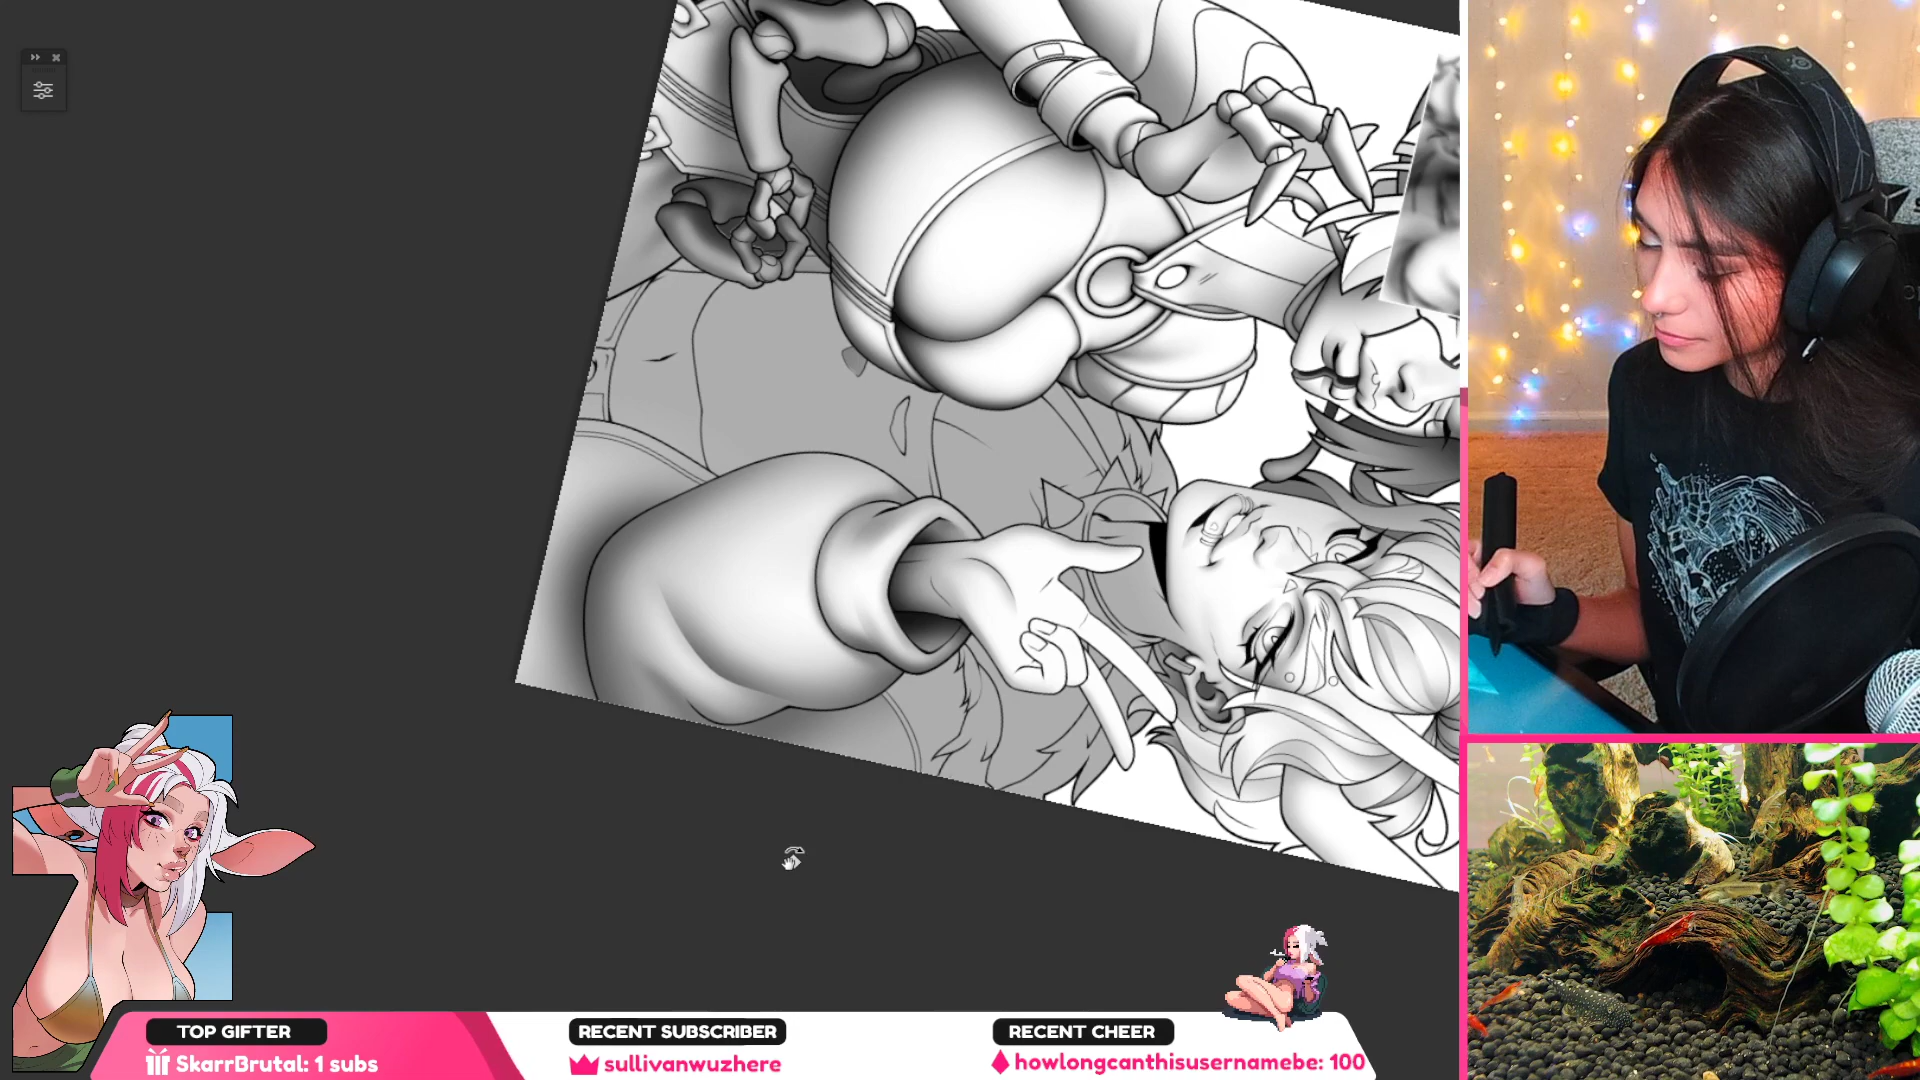 TOP GIFTER
SkarrBrutal: 1 subs
RECENT SUBSCRIBER
sullivanwuzhere
RECENT CHEER
howlongcanthisusernamebe: 100